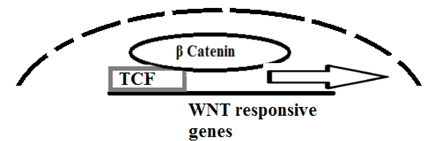 β Catenin
TCF
WNT responsive
genes